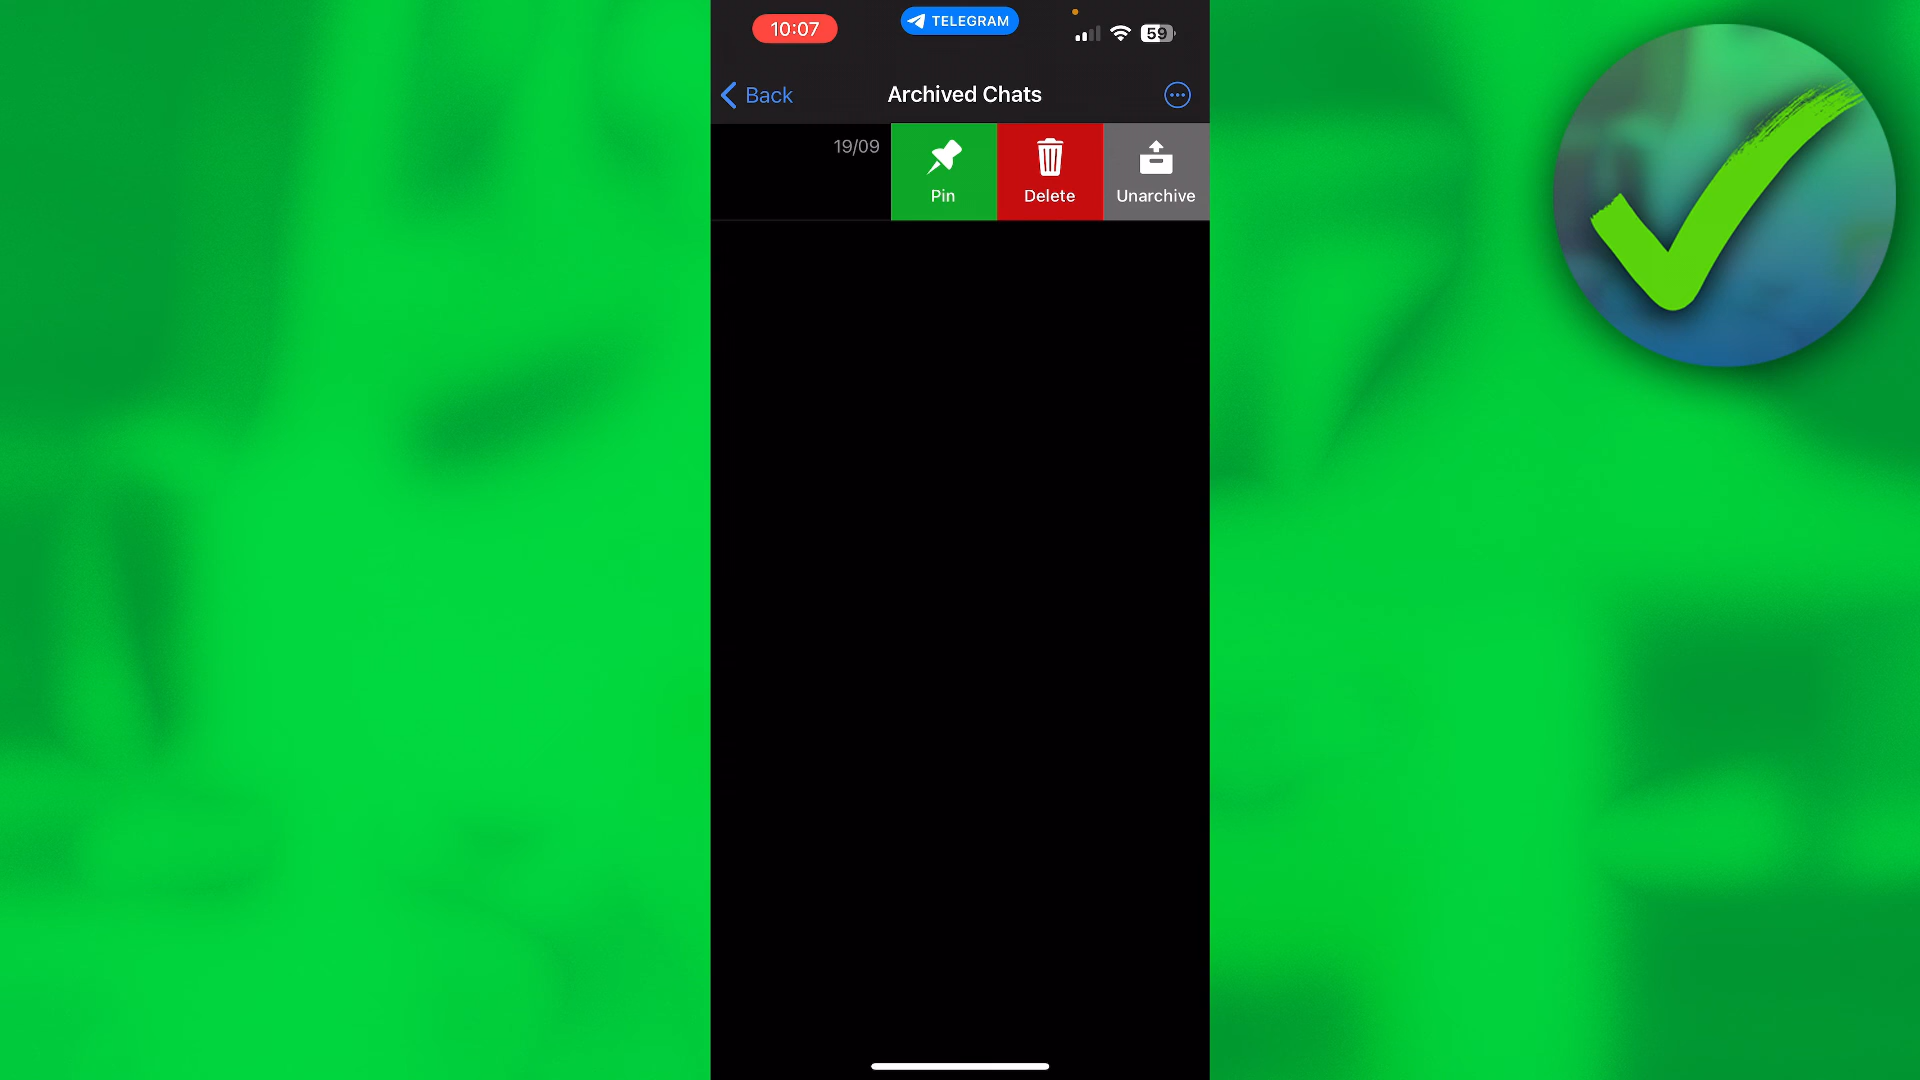 10:07
TELEGRAM
59
Back
Archived Chats
19/09
Pin
Delete
Unarchive